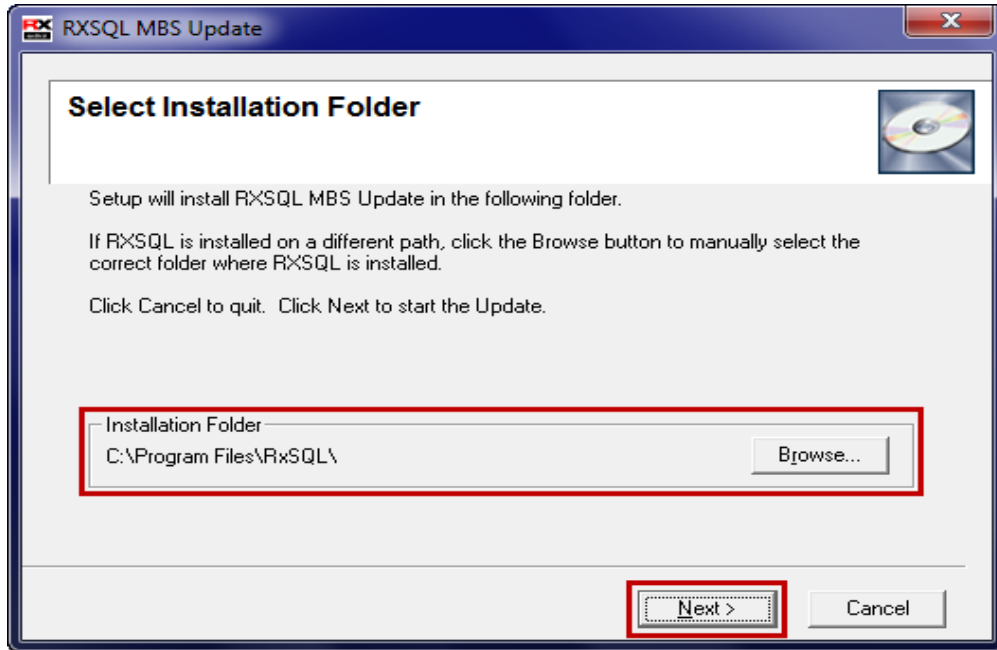 RX
RXSQL MBS Update
Select Installation Folder
Setup will install RXSQL MBS Update in the following folder.
If RXSQL is installed on a different path, click the Browse button to manually select the
correct folder where RXSQL is installed.
Click Cancel to quit. Click Next to start the Update.
Installation Folder
C:\Program Files\RxSQL\
Browse...
Next >
Cancel